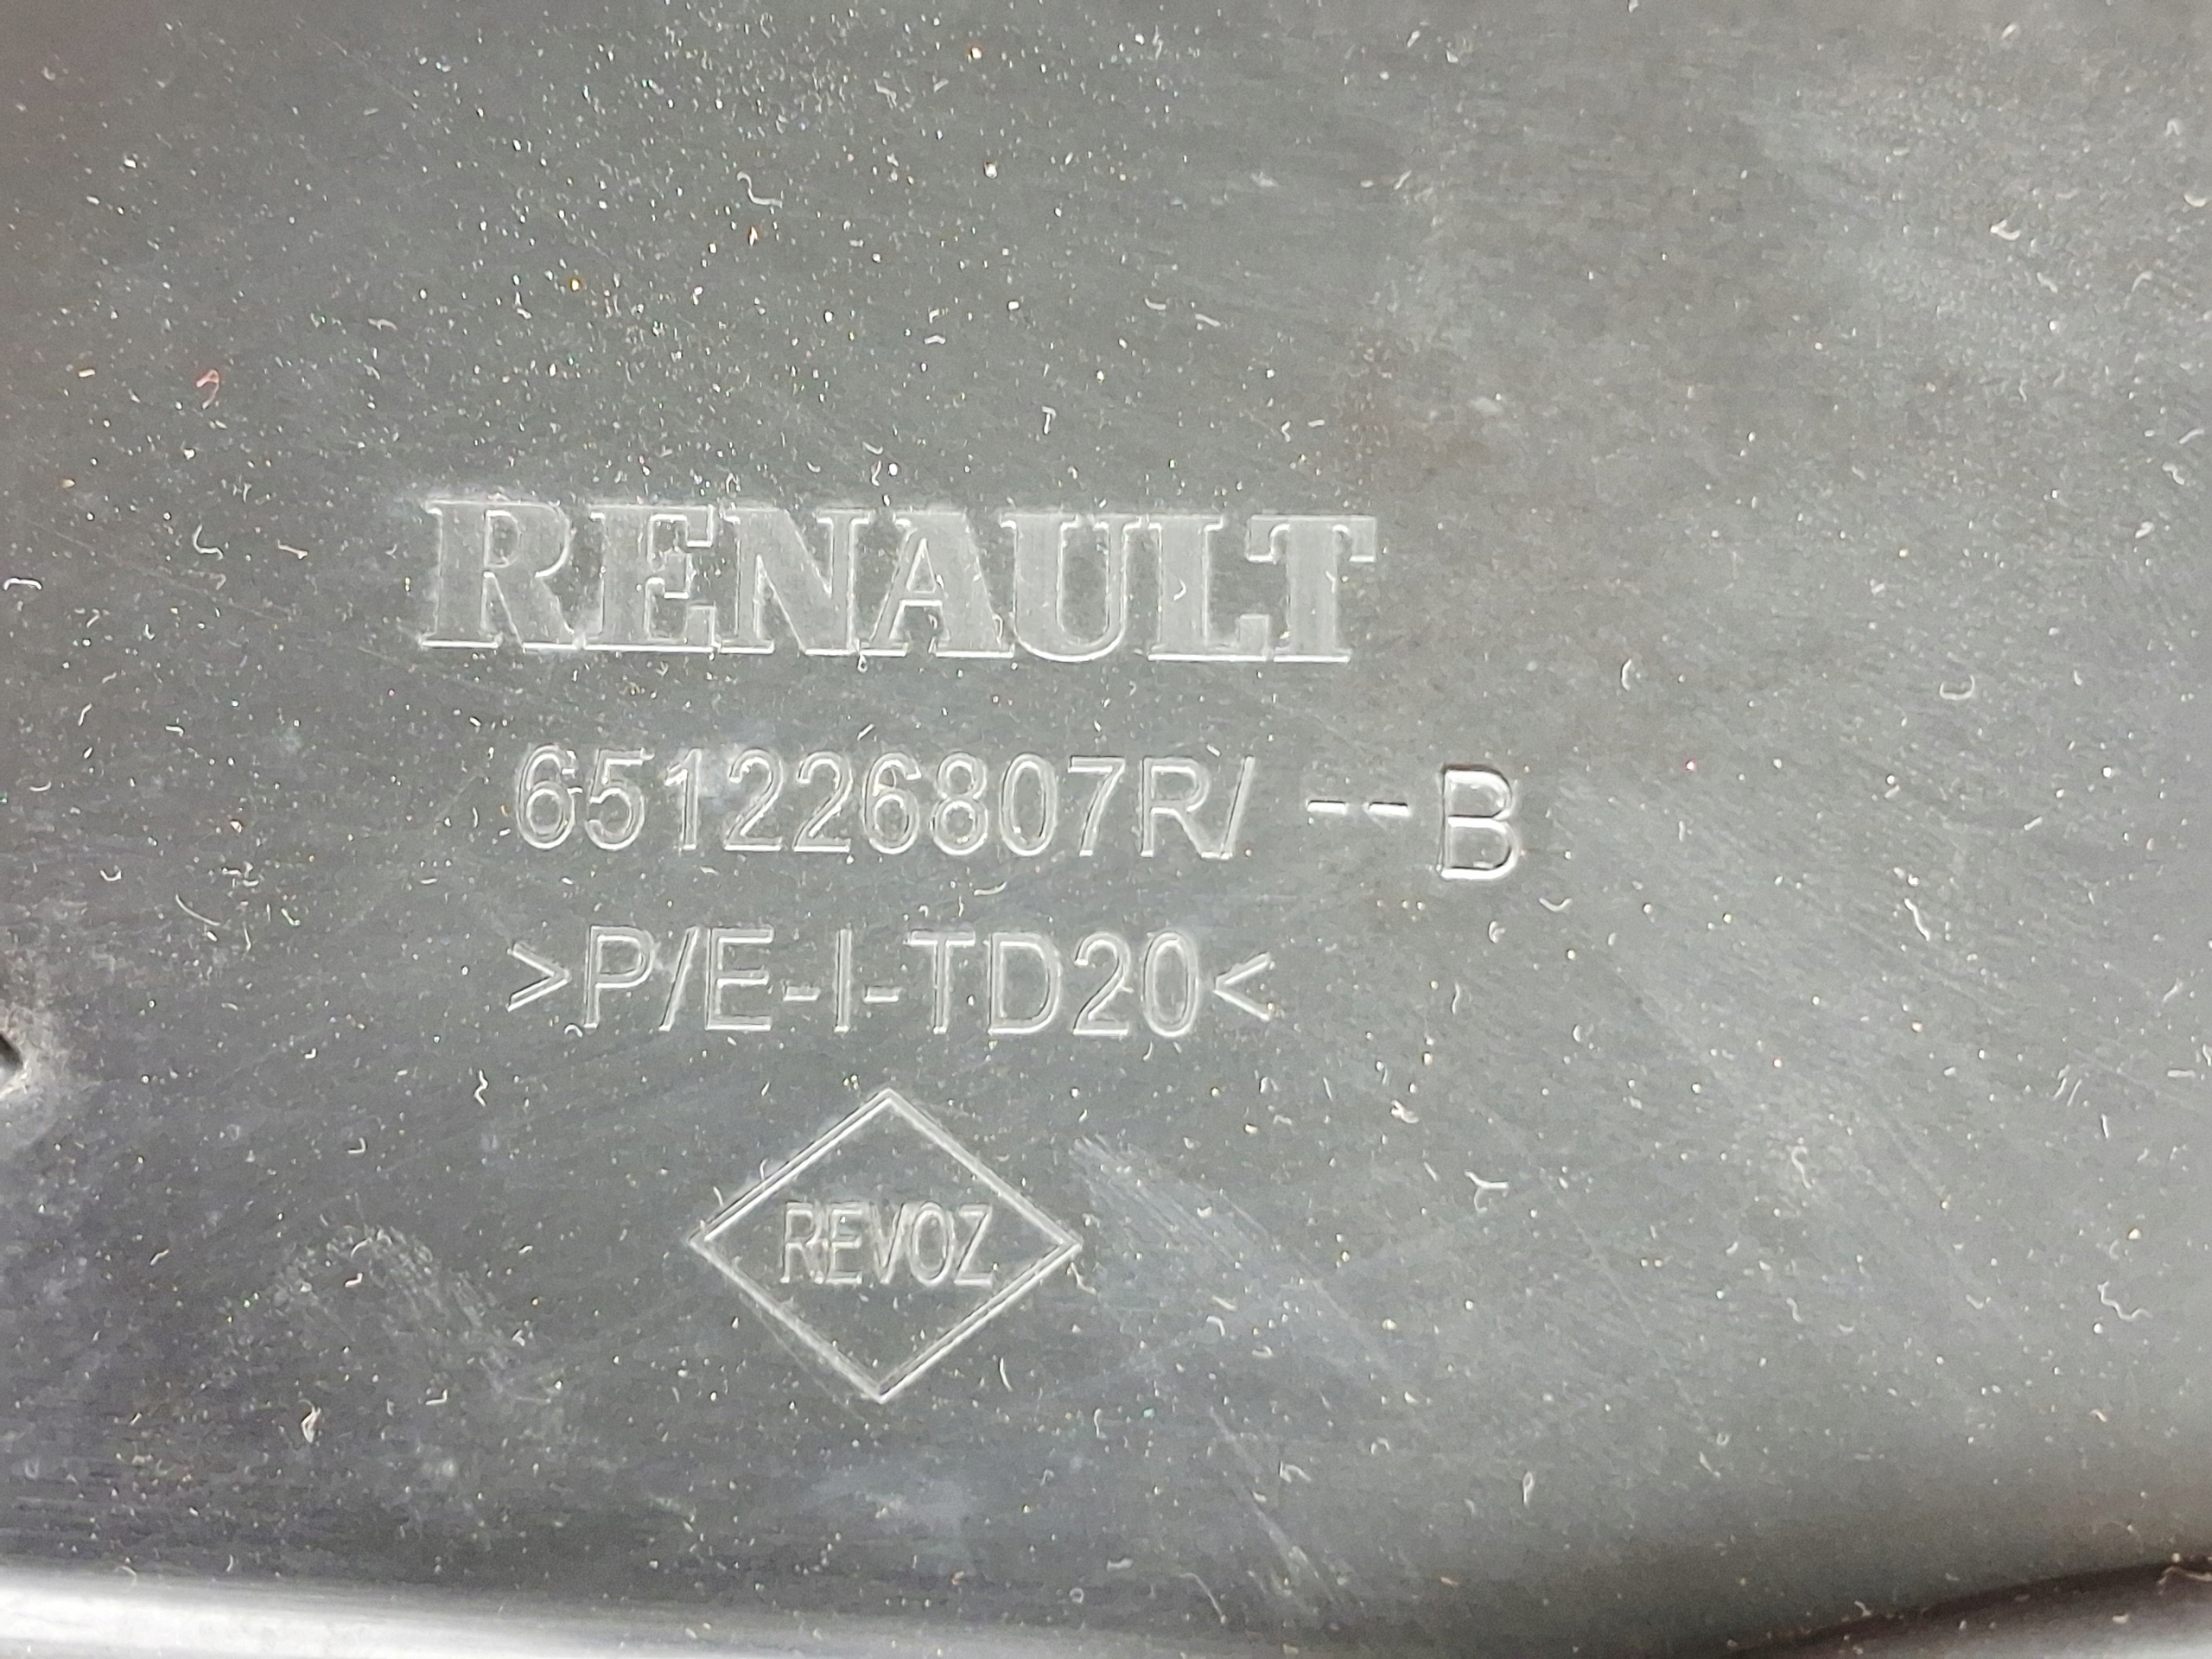 RENAULT
651226807R/ --B
>P/E-I-TD20<
REVOZ